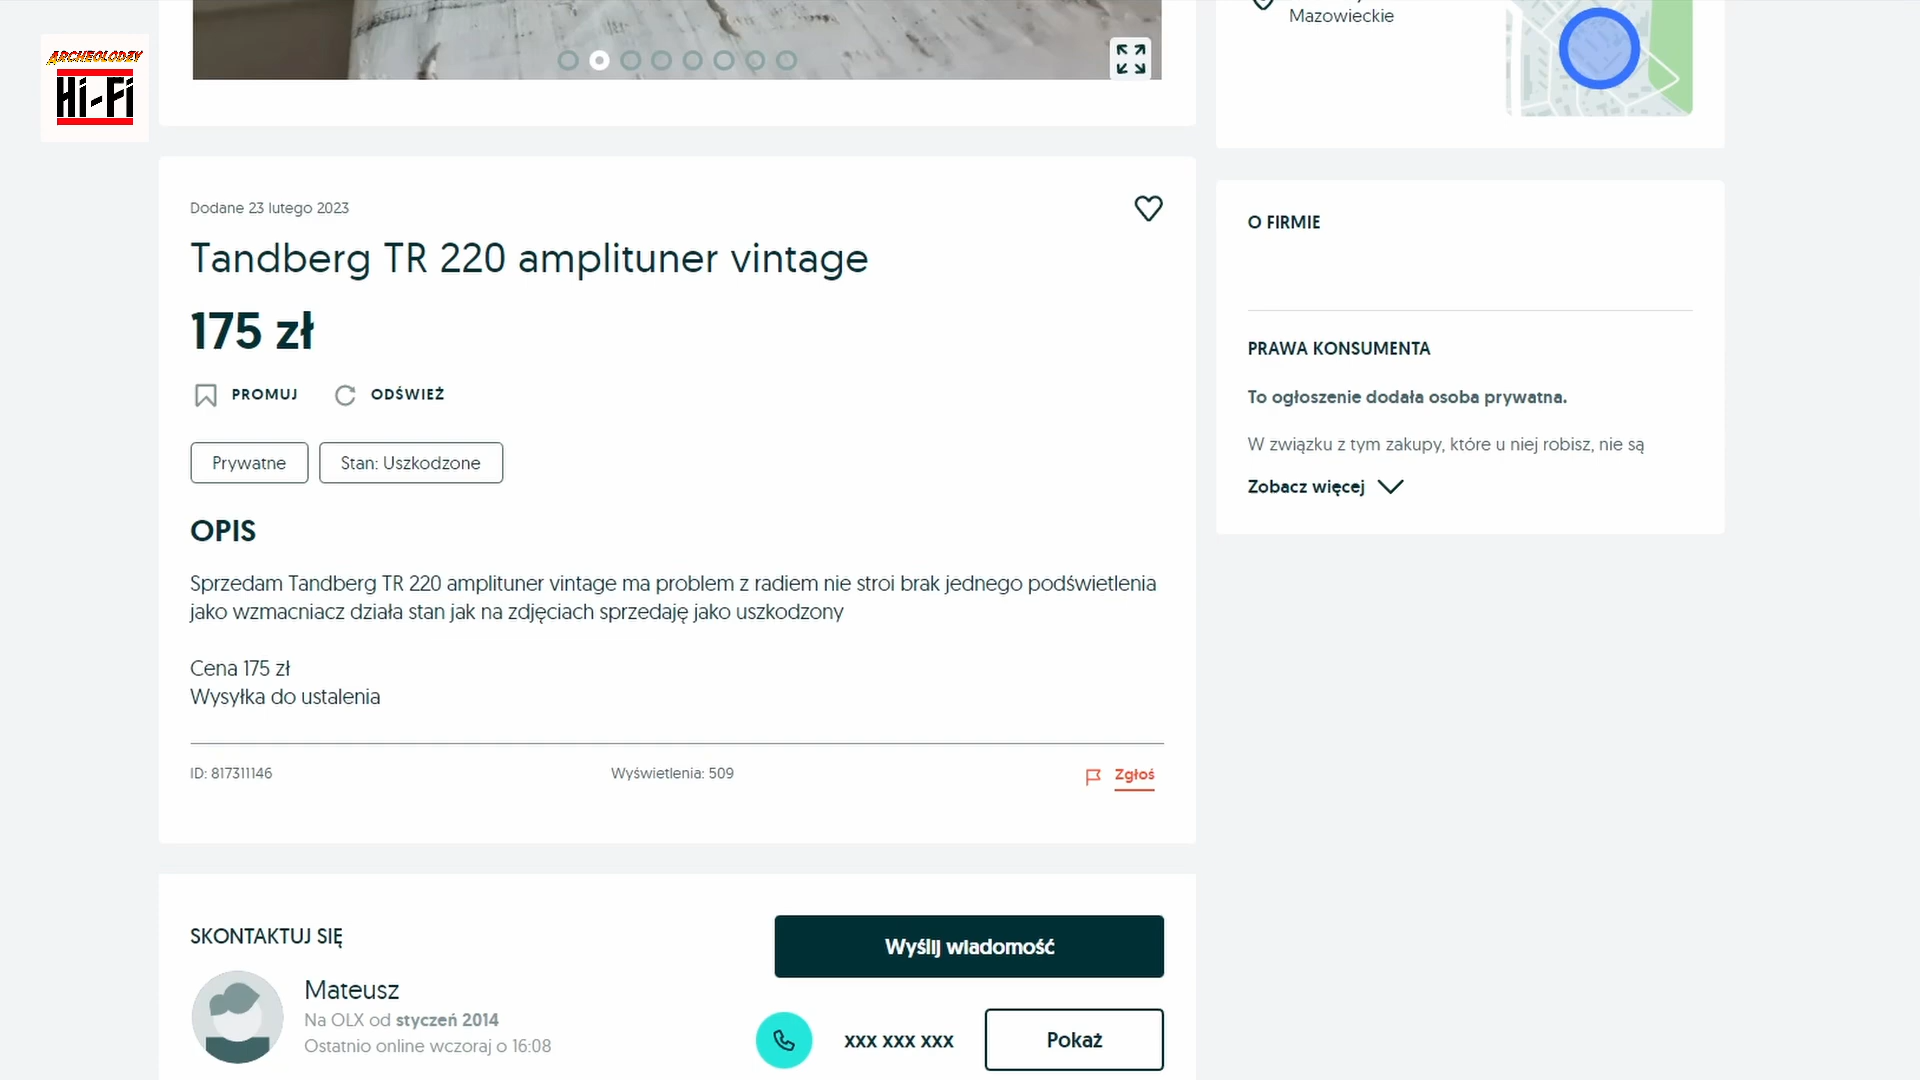 ARCHEOLODZY
Hi-Fi
Mazowieckie
Dodane 23 lutego 2023
Tandberg TR 220 amplituner vintage
175 zł
PROMUJ
ODŚWIEŻ
Prywatne
Stan: Uszkodzone
OPIS
Sprzedam Tandberg TR 220 amplituner vintage ma problem z radiem nie stroi brak jednego podświetlenia
jako wzmacniacz działa stan jak na zdjęciach sprzedaję jako uszkodzony
Cena 175 zł
Wysyłka do ustalenia
ID: 817311146
Wyświetlenia: 509
Zgłoś
SKONTAKTUJ SIĘ
Wyślij wiadomość
Mateusz
Na OLX od styczeń 2014
Ostatnio online wczoraj o 16:08
xxx xxx xxx
Pokaż
O FIRMIE
PRAWA KONSUMENTA
To ogłoszenie dodała osoba prywatna.
W związku z tym zakupy, które u niej robisz, nie są
Zobacz więcej